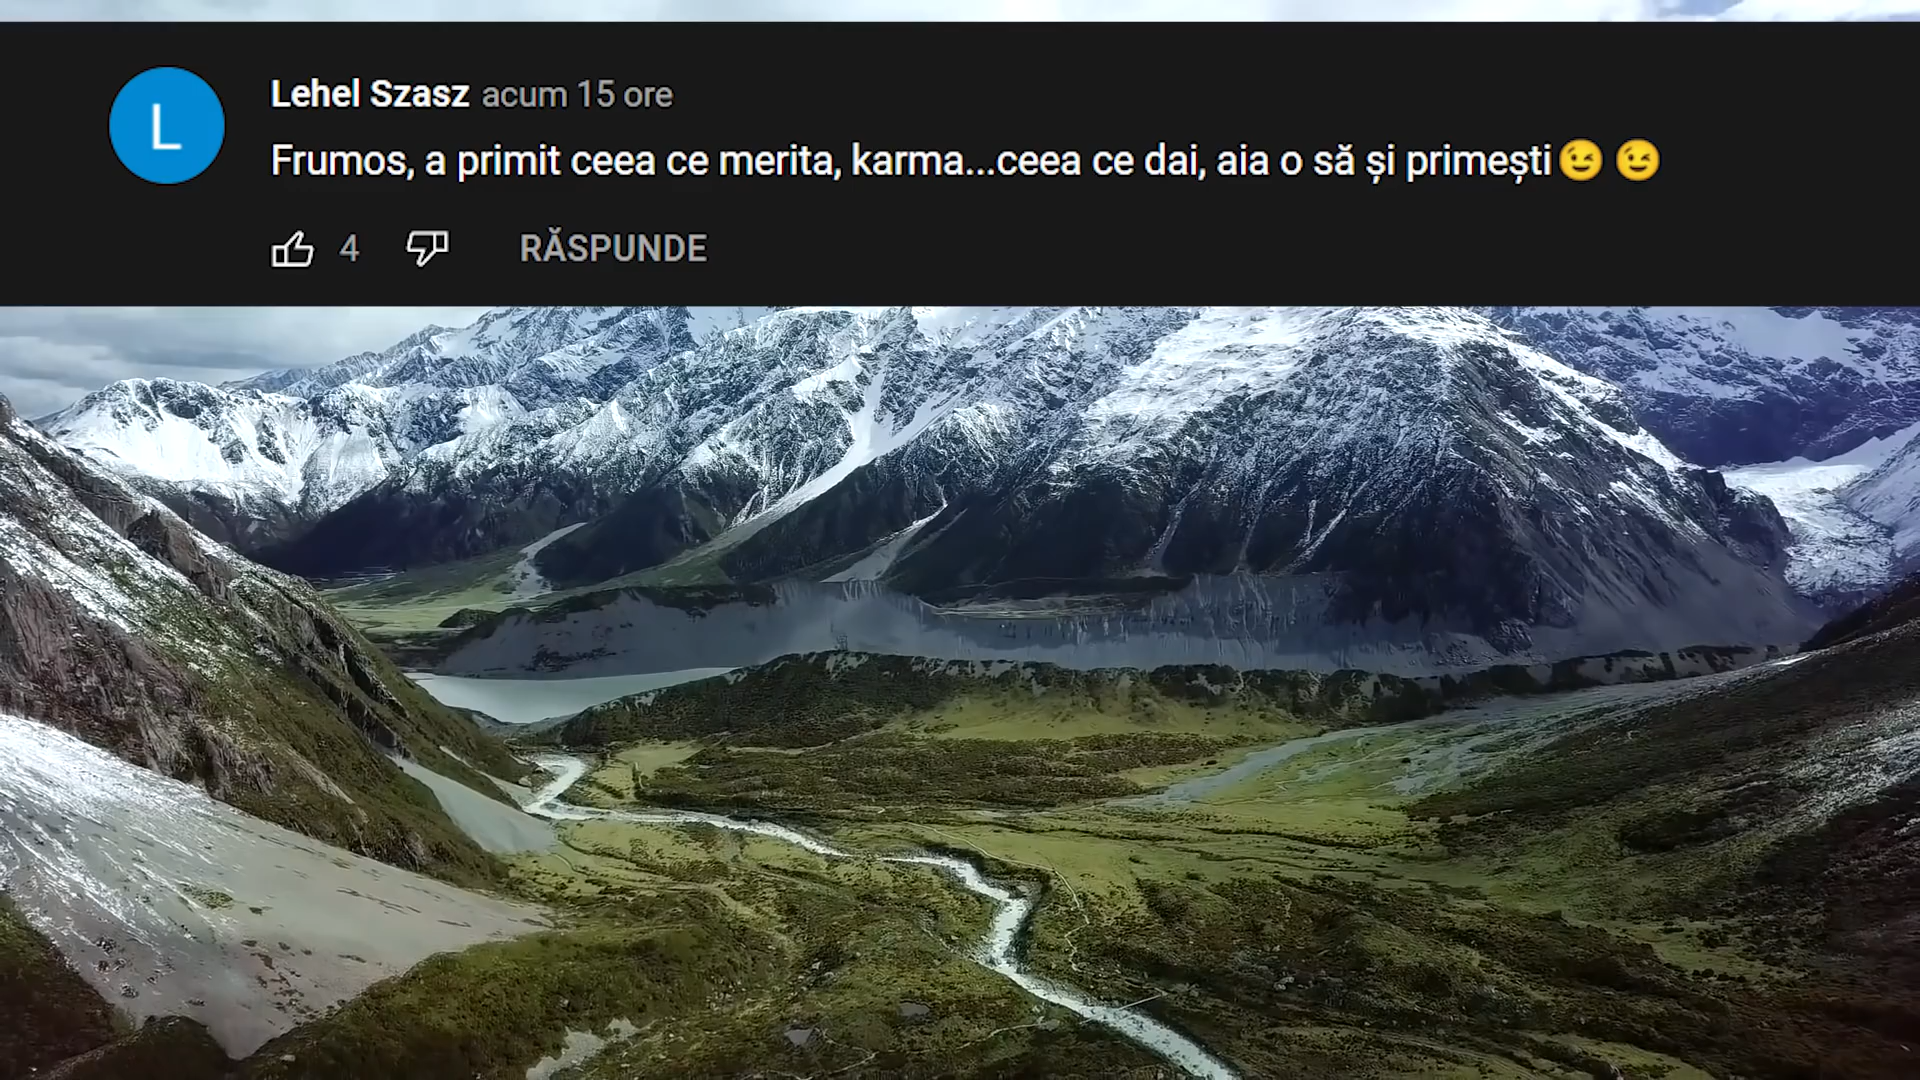 L
Lehel Szasz acum 15 ore
Frumos, a primit ceea ce merita, karma...ceea ce dai, aia o să și primești😉 😉
4 RĂSPUNDE